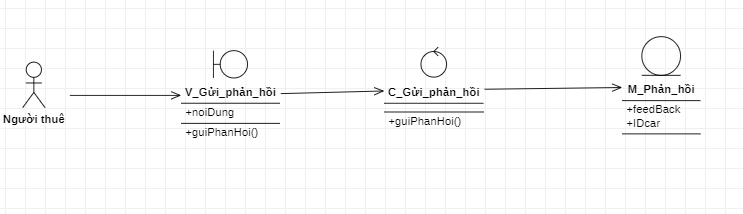 Người thuê
V_Gửi_phản_hồi
+noiDung
+guiPhanHoi()
C_Gửi_phản_hồi
+guiPhanHoi()
M_Phản_hồi
+feedBack
+IDcar